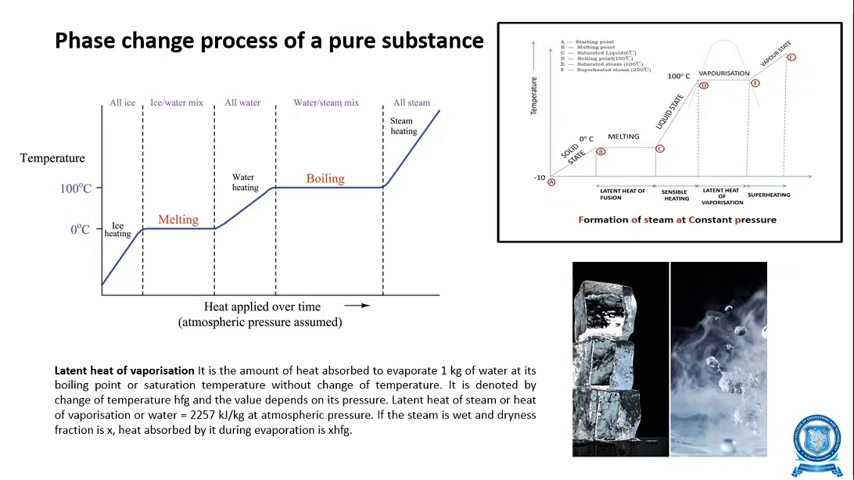 Phase change process of a pure substance
All ice
Ice/water mix
All water
Water/steam mix
All steam
Steam
heating
Temperature
Water
heating
Boiling
100°C
Melting
0°C
Ice
heating
Heat applied over time
(atmospheric pressure assumed)
A — Starting point
B — Melting point
C — Saturated Liquid(0℃)
D — Boiling point(100℃)
E — Saturated steam (100℃)
F — Superheated steam (250℃)
Temperature
100° C
VAPOURISATION
VAPOUR STATE
F
D
E
LIQUID STATE
0° C
MELTING
SOLID
STATE
B
C
-10
A
LATENT HEAT OF
FUSION
SENSIBLE
HEATING
LATENT HEAT
OF
VAPORISATION
SUPERHEATING
Formation of steam at Constant pressure
Latent heat of vaporisation It is the amount of heat absorbed to evaporate 1 kg of water at its
boiling point or saturation temperature without change of temperature. It is denoted by
change of temperature hfg and the value depends on its pressure. Latent heat of steam or heat
of vaporisation or water = 2257 kJ/kg at atmospheric pressure. If the steam is wet and dryness
fraction is x, heat absorbed by it during evaporation is xhfg.